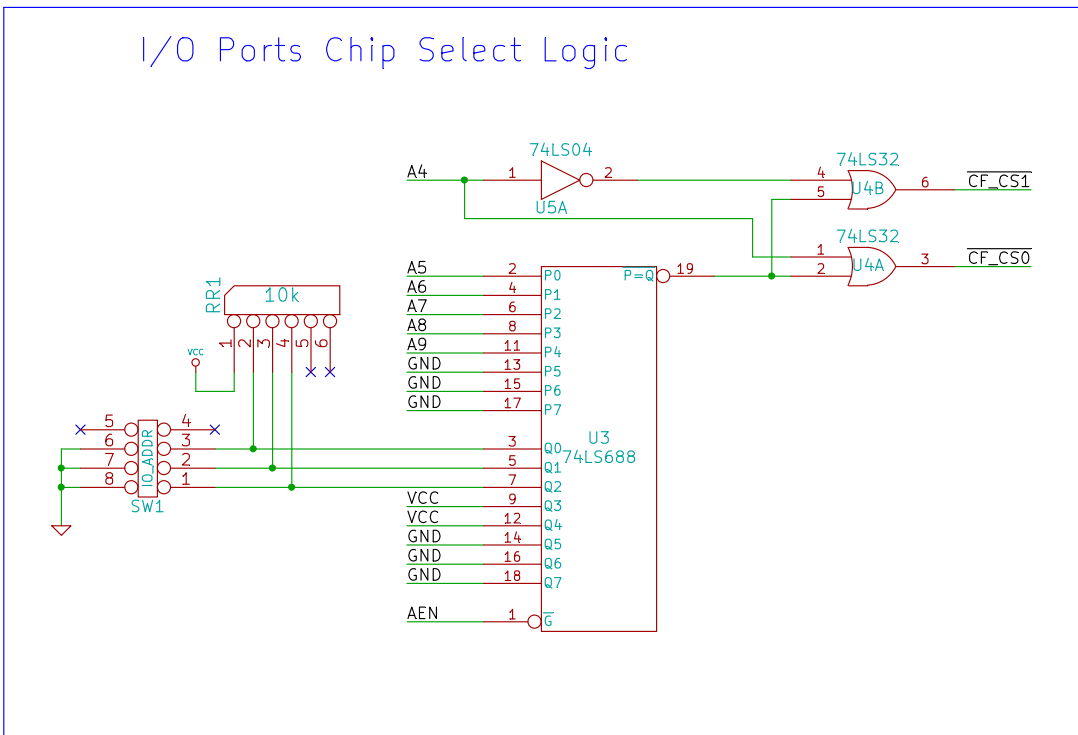 I/O Ports Chip Select Logic
74LS04
A4
1
2
U5A
74LS32
4
5
U4B
6
CF_CS1
74LS32
1
2
U4A
3
CF_CS0
A5 2 P0
P=Q 19
A6 4 P1
A7 6 P2
A8 8 P3
A9 11 P4
GND 13 P5
GND 15 P6
GND 17 P7
RR1
10k
1 2 3 4 5 6
VCC
5 4
6 3
7 2
8 1
IO_ADDR
SW1
3 Q0
5 Q1
7 Q2
U3
74LS688
VCC 9 Q3
VCC 12 Q4
GND 14 Q5
GND 16 Q6
GND 18 Q7
AEN 1 G